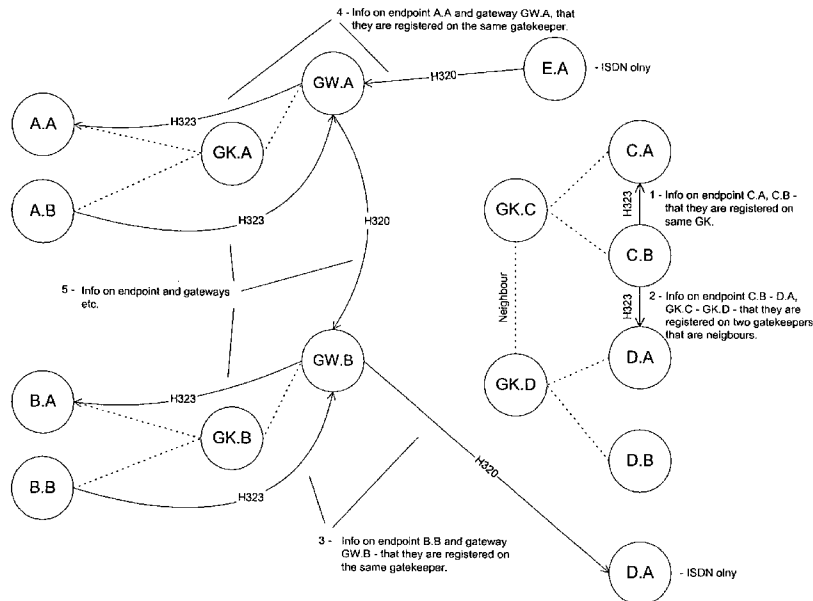 4 - Info on endpoint A.A and gateway GW.A, that
they are registered on the same gatekeeper.
GW.A
H320
E.A
- ISDN olny
A.A
H323
GK.A
C.A
A.B
H323
H320
GK.C
H323
1 - Info on endpoint C.A, C.B -
that they are registered on
same GK.
C.B
5 - Info on endpoint and gateways
etc.
Neighbour
H323
2 - Info on endpoint C.B - D.A,
GK.C - GK.D - that they are
registered on two gatekeepers
that are neigbours.
GW.B
D.A
B.A
H323
GK.D
GK.B
B.B
H323
H320
D.B
3 - Info on endpoint B.B and gateway
GW.B - that they are registered on
the same gatekeeper.
D.A
- ISDN olny